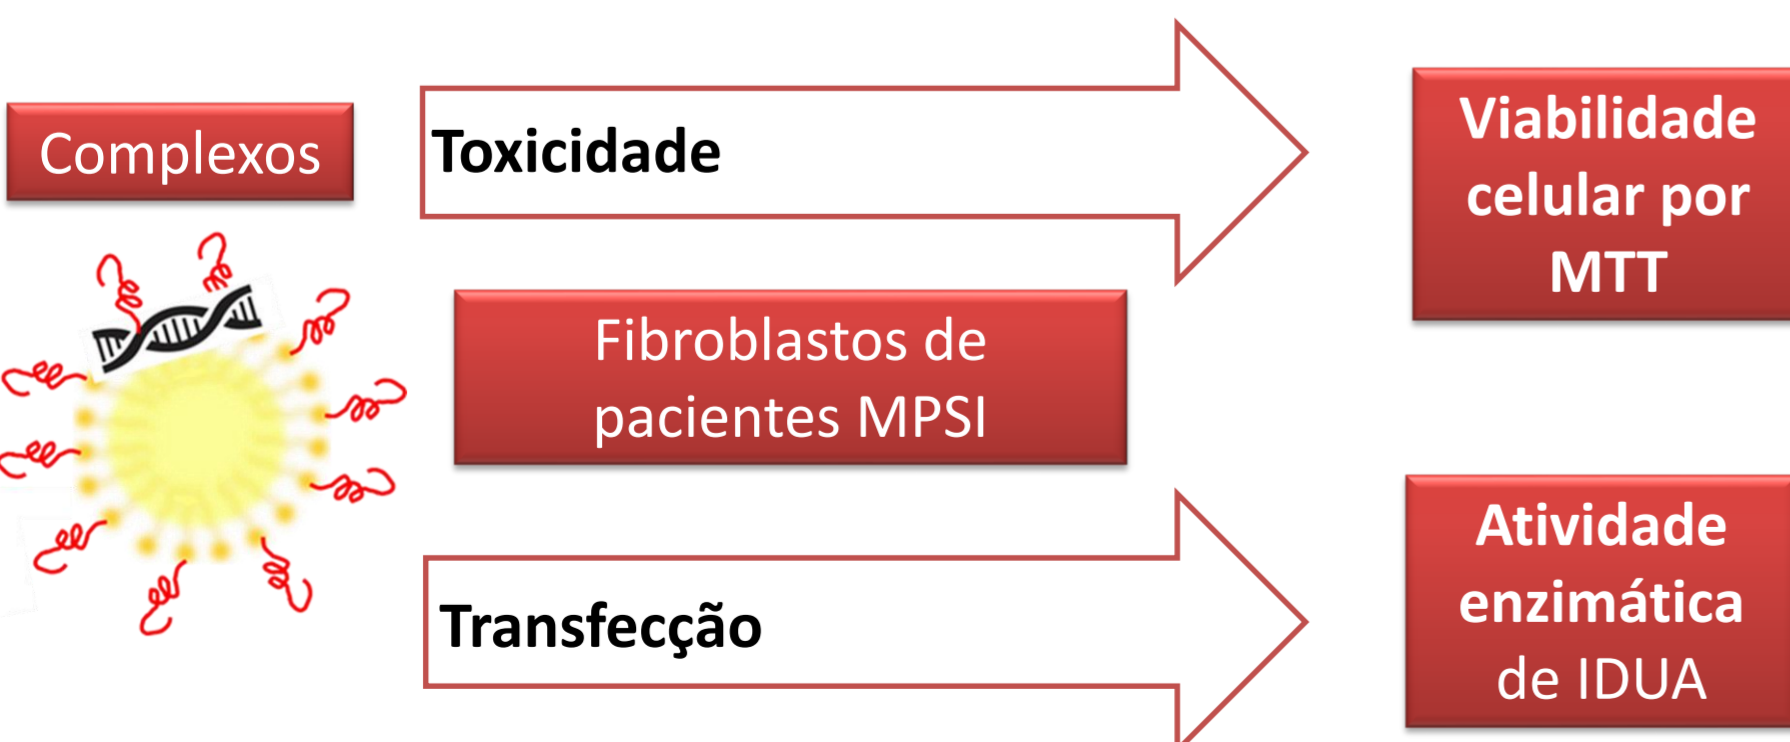 Complexos
Toxicidade
Viabilidade
celular por
MTT
Fibroblastos de
pacientes MPSI
Transfecção
Atividade
enzimática
de IDUA